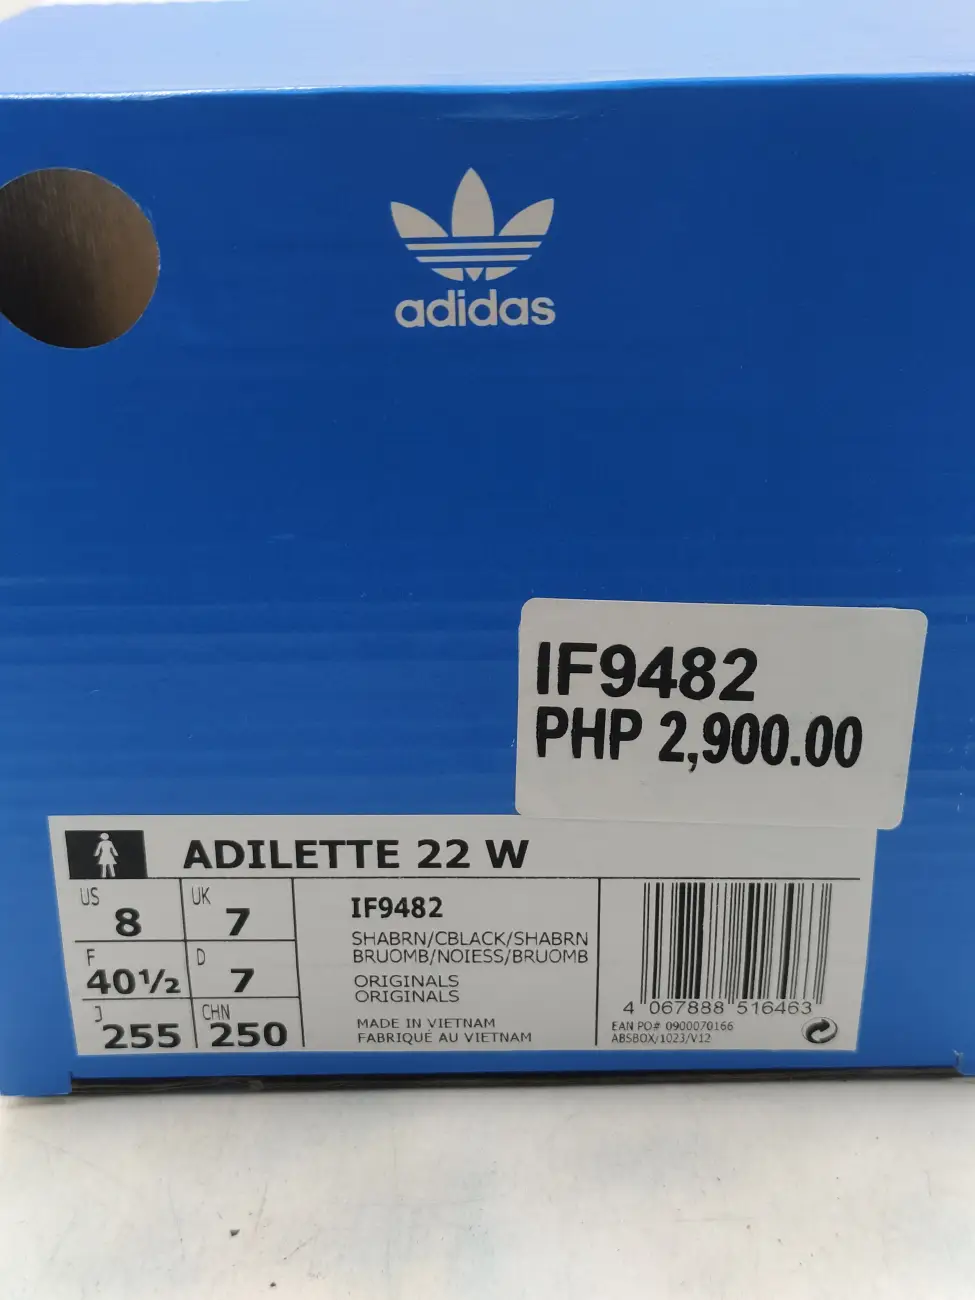 adidas
IF9482
PHP 2,900.00
ADILETTE 22 W
US 8 UK 7
F 40½ D 7
J 255 CHN 250
IF9482
SHABRN/CBLACK/SHABRN
BRUOMB/NOIESS/BRUOMB
ORIGINALS
ORIGINALS
MADE IN VIETNAM
FABRIQUÉ AU VIETNAM
4 067888 516463
EAN PO# 0900070166
ABSBOX/1023/V12